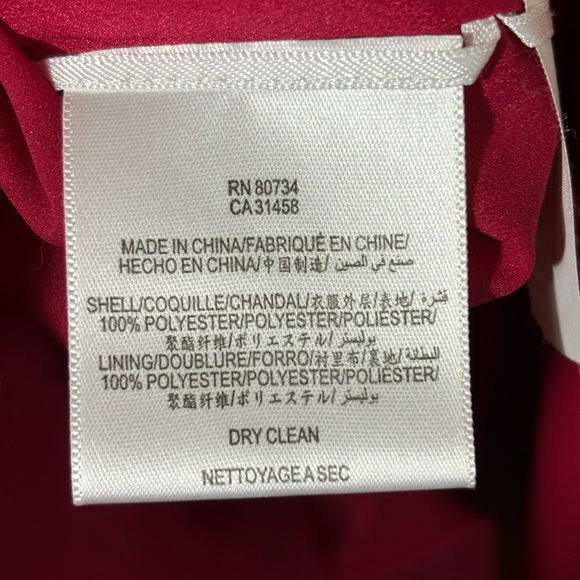 RN 80734
CA 31458
MADE IN CHINA/FABRIQUÉ EN CHINE/
HECHO EN CHINA/中国制造/ صنع في الصين
SHELL/COQUILLE/CHANDAL/衣服外层/表地/ قشرة
100% POLYESTER/POLYESTER/POLIESTER/
聚酯纤维/ポリエステル/ بوليستر
LINING/DOUBLURE/FORRO/衬里布/裏地/ البطانة
100% POLYESTER/POLYESTER/POLIESTER/
聚酯纤维/ポリエステル/ بوليستر
DRY CLEAN
NETTOYAGE A SEC